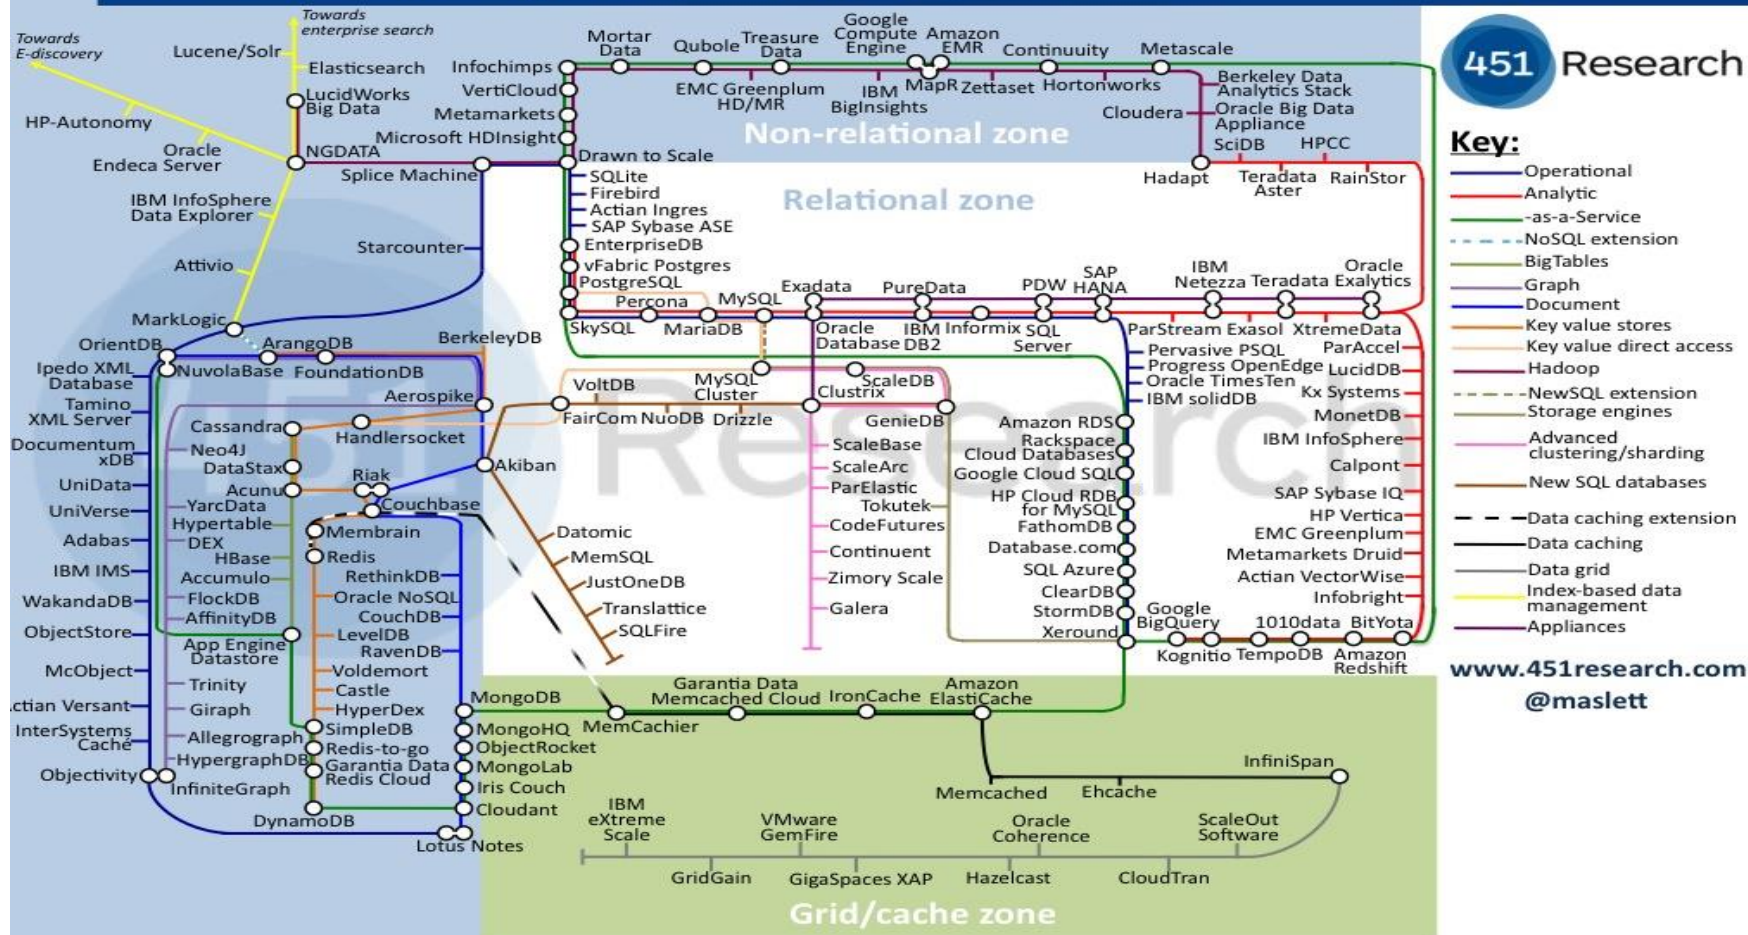 Towards
E-discovery
Towards
enterprise search
Lucene/Solr
Elasticsearch
LucidWorks
Big Data
HP-Autonomy
Oracle
Endeca Server
NGDATA
IBM InfoSphere
Data Explorer
Attivio
MarkLogic
Splice Machine
Starcounter
Infochimps
VertiCloud
Metamarkets
Microsoft HDInsight
Drawn to Scale
Mortar
Data
Qubole
Treasure
Data
Google
Compute
Engine
Amazon
EMR
Continuuity
Metascale
EMC Greenplum
HD/MR
IBM
BigInsights
MapR
Zettaset
Hortonworks
Berkeley Data
Analytics Stack
Cloudera
Oracle Big Data
Appliance
Non-relational zone
Relational zone
Hadapt
SciDB
HPCC
Teradata
Aster
RainStor
SQLite
Firebird
Actian Ingres
SAP Sybase ASE
EnterpriseDB
vFabric Postgres
PostgreSQL
SkySQL
Percona
MariaDB
MySQL
Exadata
PureData
PDW
SAP
HANA
IBM
Netezza
Teradata
Oracle
Exalytics
Oracle
Database
IBM
DB2
Informix
SQL
Server
ParStream
Exasol
XtremeData
Pervasive PSQL
Progress OpenEdge
Oracle TimesTen
IBM solidDB
ParAccel
LucidDB
Kx Systems
MonetDB
IBM InfoSphere
Calpont
SAP Sybase IQ
HP Vertica
EMC Greenplum
Metamarkets Druid
Actian VectorWise
Infobright
OrientDB
NuvolaBase
ArangoDB
FoundationDB
BerkeleyDB
Ipedo XML
Database
Tamino
XML Server
Documentum
xDB
UniData
UniVerse
Adabas
IBM IMS
WakandaDB
ObjectStore
McObject
ctian Versant
InterSystems
Caché
Objectivity
InfiniteGraph
Aerospike
Cassandra
Handlersocket
Neo4J
DataStax
Acunu
Riak
Couchbase
Akiban
YarcData
Hypertable
DEX
HBase
Accumulo
FlockDB
AffinityDB
App Engine
Datastore
Trinity
Giraph
Allegrograph
HypergraphDB
Membrain
Redis
RethinkDB
Oracle NoSQL
CouchDB
LevelDB
RavenDB
Voldemort
Castle
HyperDex
SimpleDB
Redis-to-go
Garantia Data
Redis Cloud
DynamoDB
MongoDB
MongoHQ
ObjectRocket
MongoLab
Iris Couch
Cloudant
Lotus Notes
VoltDB
FairCom
NuoDB
Drizzle
MySQL
Cluster
Clustrix
ScaleDB
GenieDB
ScaleBase
ScaleArc
ParElastic
Tokutek
CodeFutures
Continuent
Zimory Scale
Galera
Datomic
MemSQL
JustOneDB
Translattice
SQLFire
Amazon RDS
Rackspace
Cloud Databases
Google Cloud SQL
HP Cloud RDB
for MySQL
FathomDB
Database.com
SQL Azure
ClearDB
StormDB
Xeround
Google
BigQuery
Kognitio
1010data
TempoDB
BitYota
Amazon
Redshift
MemCachier
Garantia Data
Memcached Cloud
IronCache
Amazon
ElastiCache
Memcached
Ehcache
InfiniSpan
IBM
eXtreme
Scale
GridGain
VMware
GemFire
GigaSpaces XAP
Oracle
Coherence
Hazelcast
CloudTran
ScaleOut
Software
Grid/cache zone
451 Research
451 Research
Key:
Operational
Analytic
-as-a-Service
NoSQL extension
BigTables
Graph
Document
Key value stores
Key value direct access
Hadoop
NewSQL extension
Storage engines
Advanced
clustering/sharding
New SQL databases
Data caching extension
Data caching
Data grid
Index-based data
management
Appliances
www.451research.com
@maslett